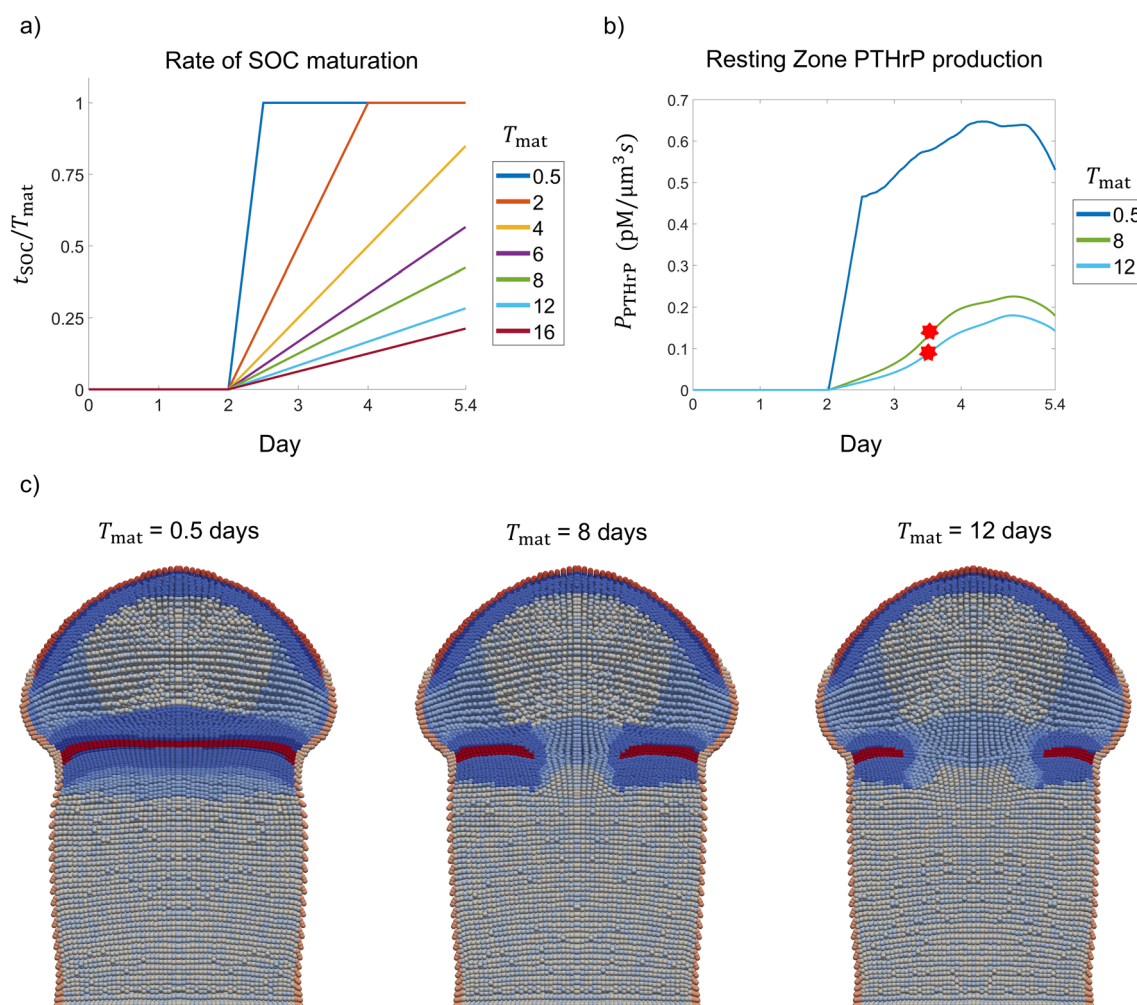 a)
Rate of SOC maturation
1
0.75
0.5
0.25
0
t_SOC/T_mat
0 2 3 4 5.4
Day
T_mat
0.5
2
4
6
8
12
16
b)
Resting Zone PTHrP production
0.7
0.6
0.5
0.4
0.3
0.2
0.1
0
P_PTHrP (pM/μm³ s)
0 1 2 3 4 5.4
Day
T_mat
0.5
8
12
c)
T_mat = 0.5 days
T_mat = 8 days
T_mat = 12 days